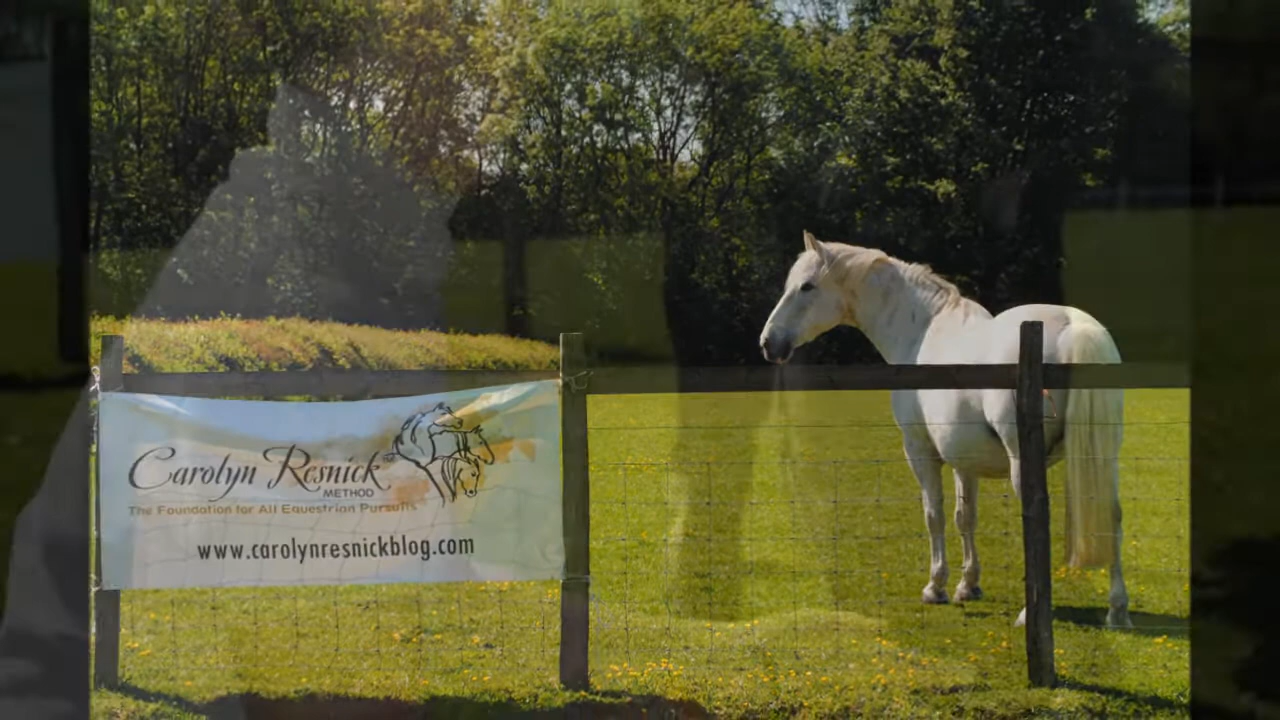 Carolyn Resnick
METHOD
The Foundation for All Equestrian Pursuits
www.carolynresnickblog.com